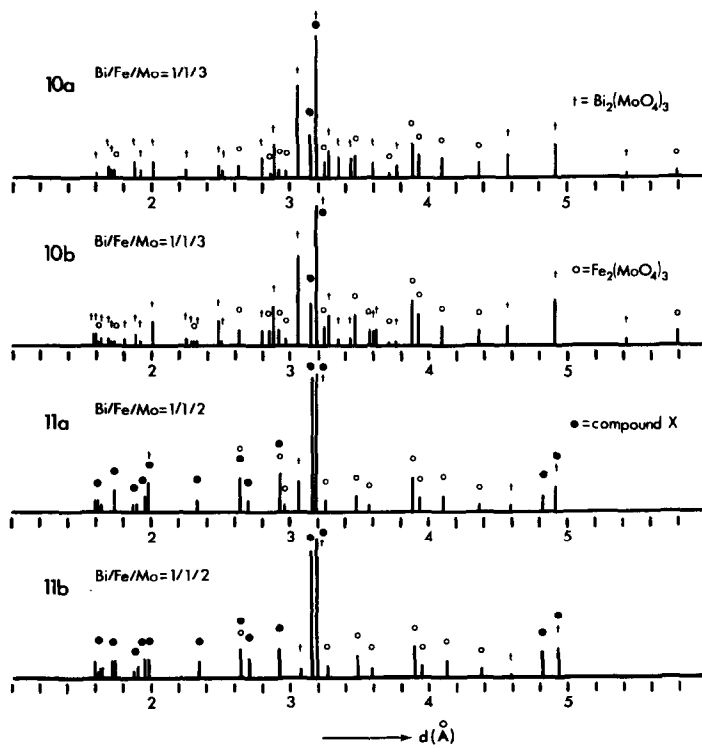 10a Bi/Fe/Mo=1/1/3
† = Bi₂(MoO₄)₃
2 3 4 5
10b Bi/Fe/Mo=1/1/3
○=Fe₂(MoO₄)₃
2 3 4 5
11a Bi/Fe/Mo=1/1/2
●=compound X
2 3 4 5
11b Bi/Fe/Mo=1/1/2
2 3 4 5
→ d(Å)